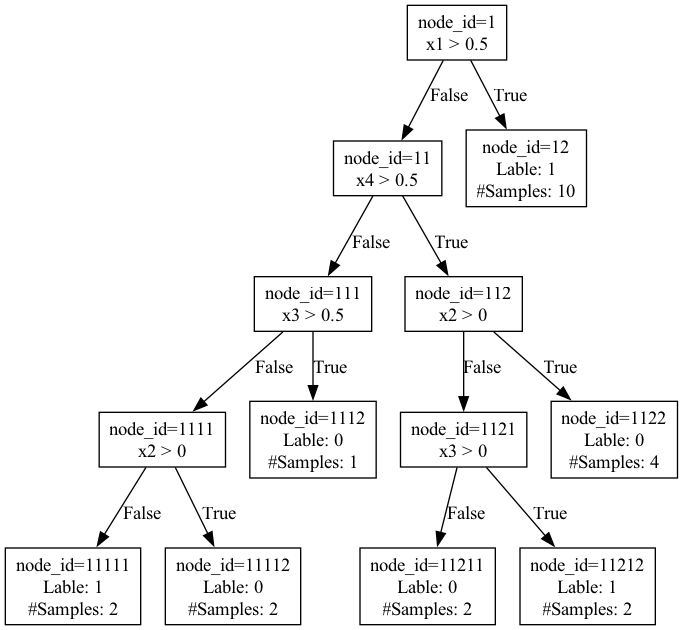 node_id=1
x1 > 0.5
False
True
node_id=11
x4 > 0.5
node_id=12
Lable: 1
#Samples: 10
False
True
node_id=111
x3 > 0.5
node_id=112
x2 > 0
False
True
False
True
node_id=1111
x2 > 0
node_id=1112
Lable: 0
#Samples: 1
node_id=1121
x3 > 0
node_id=1122
Lable: 0
#Samples: 4
False
True
False
True
node_id=11111
Lable: 1
#Samples: 2
node_id=11112
Lable: 0
#Samples: 2
node_id=11211
Lable: 0
#Samples: 2
node_id=11212
Lable: 1
#Samples: 2